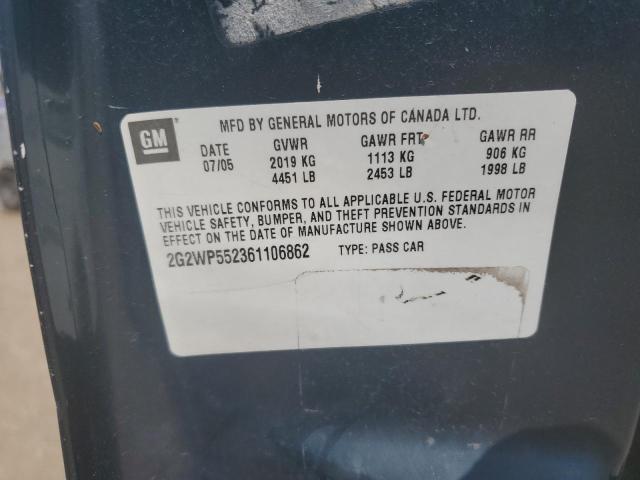 GM
MFD BY GENERAL MOTORS OF CANADA LTD.
DATE GVWR GAWR FRT GAWR RR
07/05 2019 KG 1113 KG 906 KG
4451 LB 2453 LB 1998 LB
THIS VEHICLE CONFORMS TO ALL APPLICABLE U.S. FEDERAL MOTOR
VEHICLE SAFETY, BUMPER, AND THEFT PREVENTION STANDARDS IN
EFFECT ON THE DATE OF MANUFACTURE SHOWN ABOVE.
2G2WP552361106862 TYPE: PASS CAR